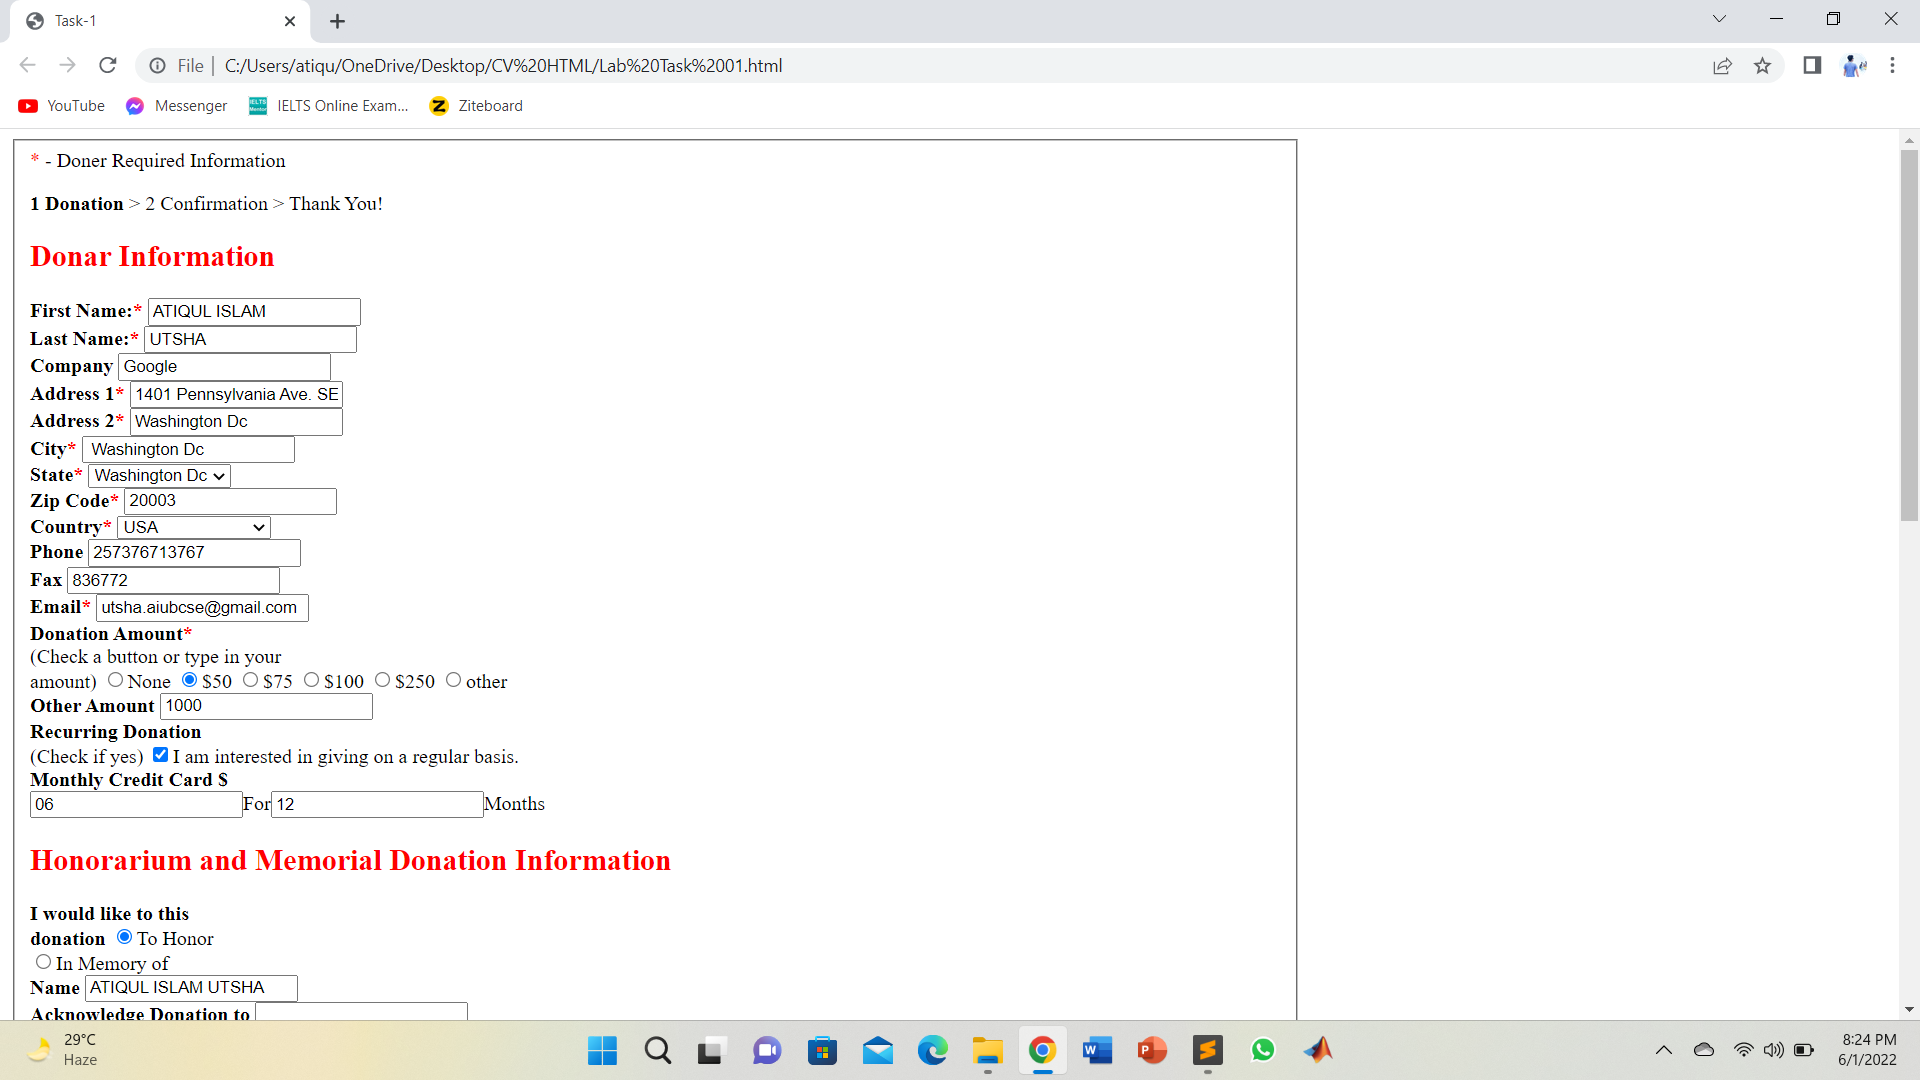 Task-1
File | C:/Users/atiqu/OneDrive/Desktop/CV%20HTML/Lab%20Task%2001.html
YouTube Messenger IELTS Online Exam... Ziteboard
* - Doner Required Information
1 Donation > 2 Confirmation > Thank You!
Donar Information
First Name:* ATIQUL ISLAM
Last Name:* UTSHA
Company Google
Address 1* 1401 Pennsylvania Ave. SE
Address 2* Washington Dc
City* Washington Dc
State* Washington Dc
Zip Code* 20003
Country* USA
Phone 257376713767
Fax 836772
Email* utsha.aiubcse@gmail.com
Donation Amount*
(Check a button or type in your
amount) None $50 $75 $100 $250 other
Other Amount 1000
Recurring Donation
(Check if yes) I am interested in giving on a regular basis.
Monthly Credit Card $
06 For 12 Months
Honorarium and Memorial Donation Information
I would like to this
donation To Honor
In Memory of
Name ATIQUL ISLAM UTSHA
Acknowledge Donation to
29°C
Haze
8:24 PM
6/1/2022